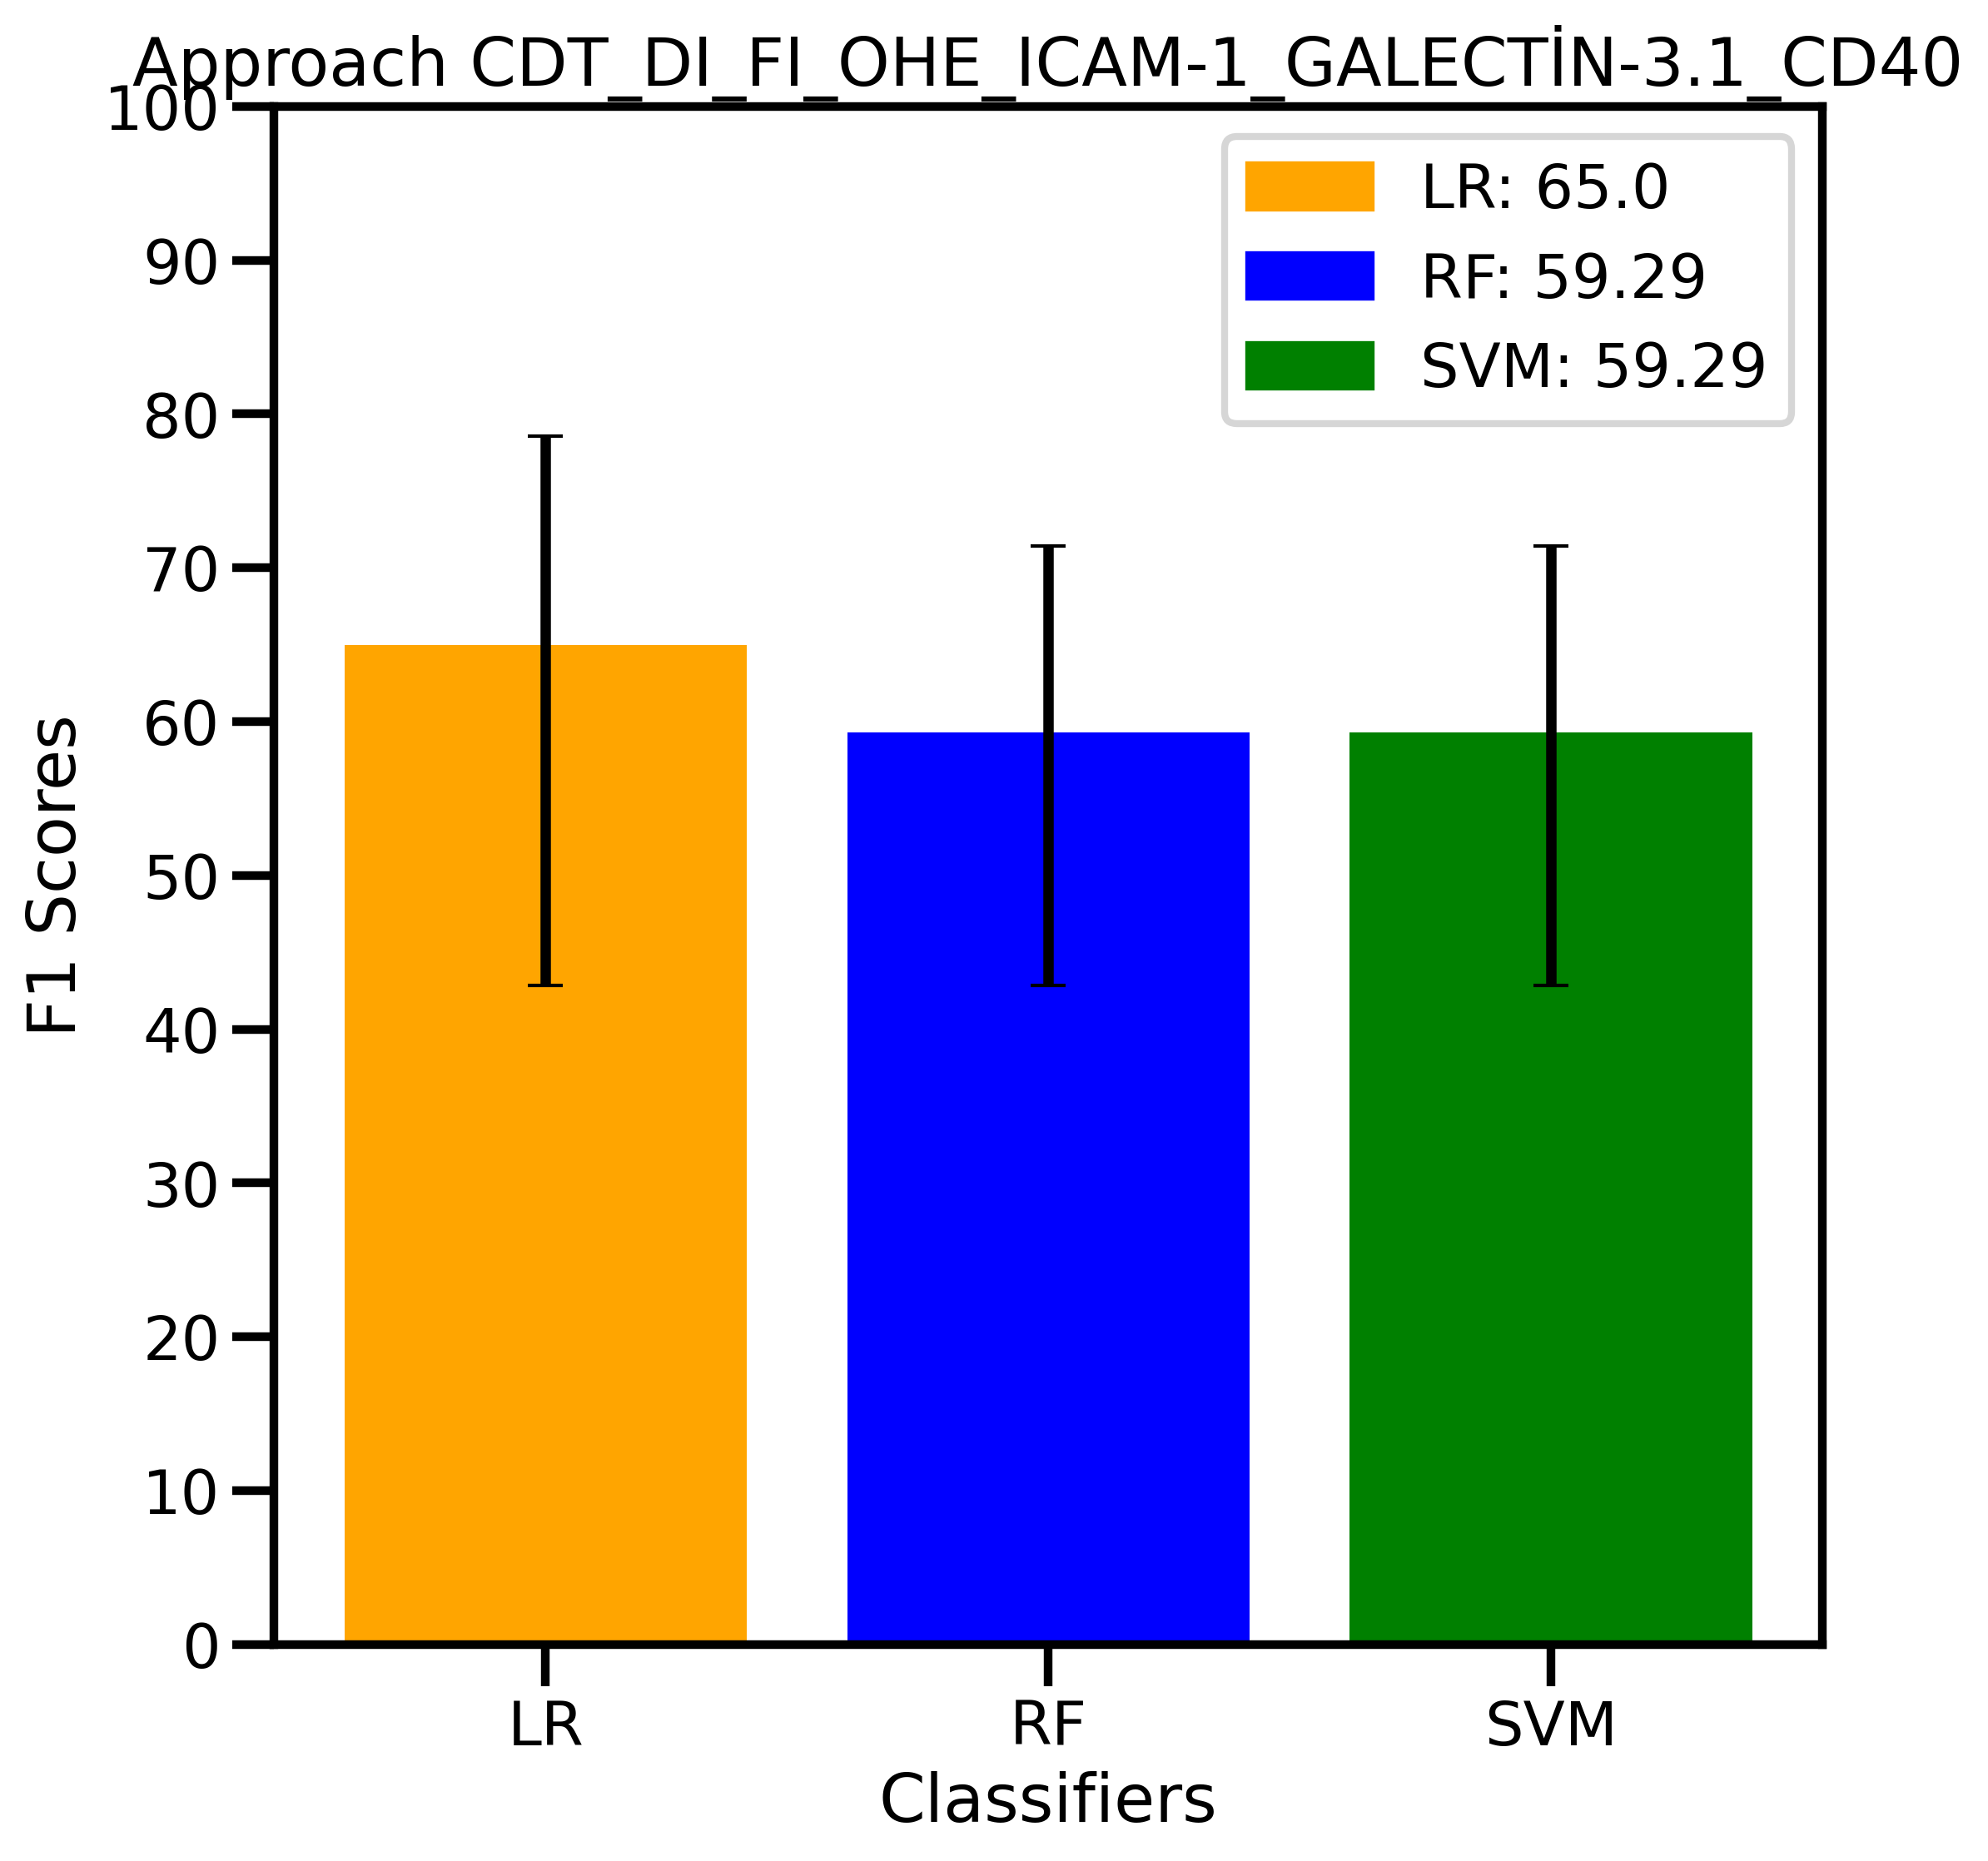 Approach CDT_DI_FI_OHE_ICAM-1_GALECTİN-3.1_CD40
100
90
80
70
60
50
40
30
20
10
0
F1 Scores
LR: 65.0
RF: 59.29
SVM: 59.29
LR
RF
SVM
Classifiers